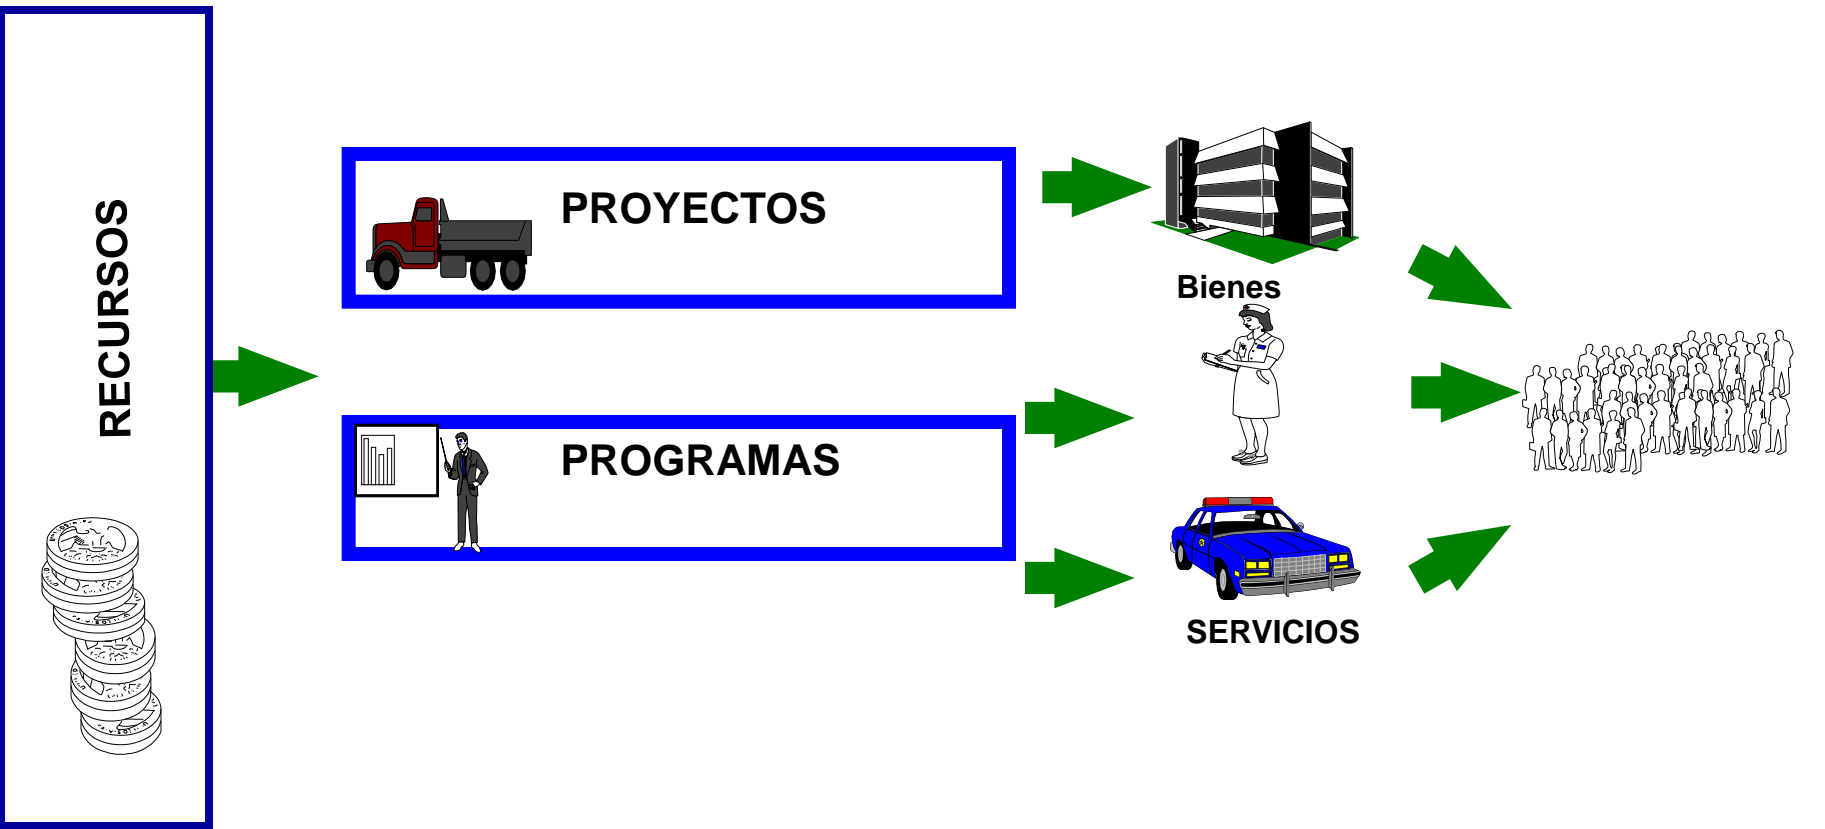 RECURSOS
PROYECTOS
PROGRAMAS
Bienes
SERVICIOS